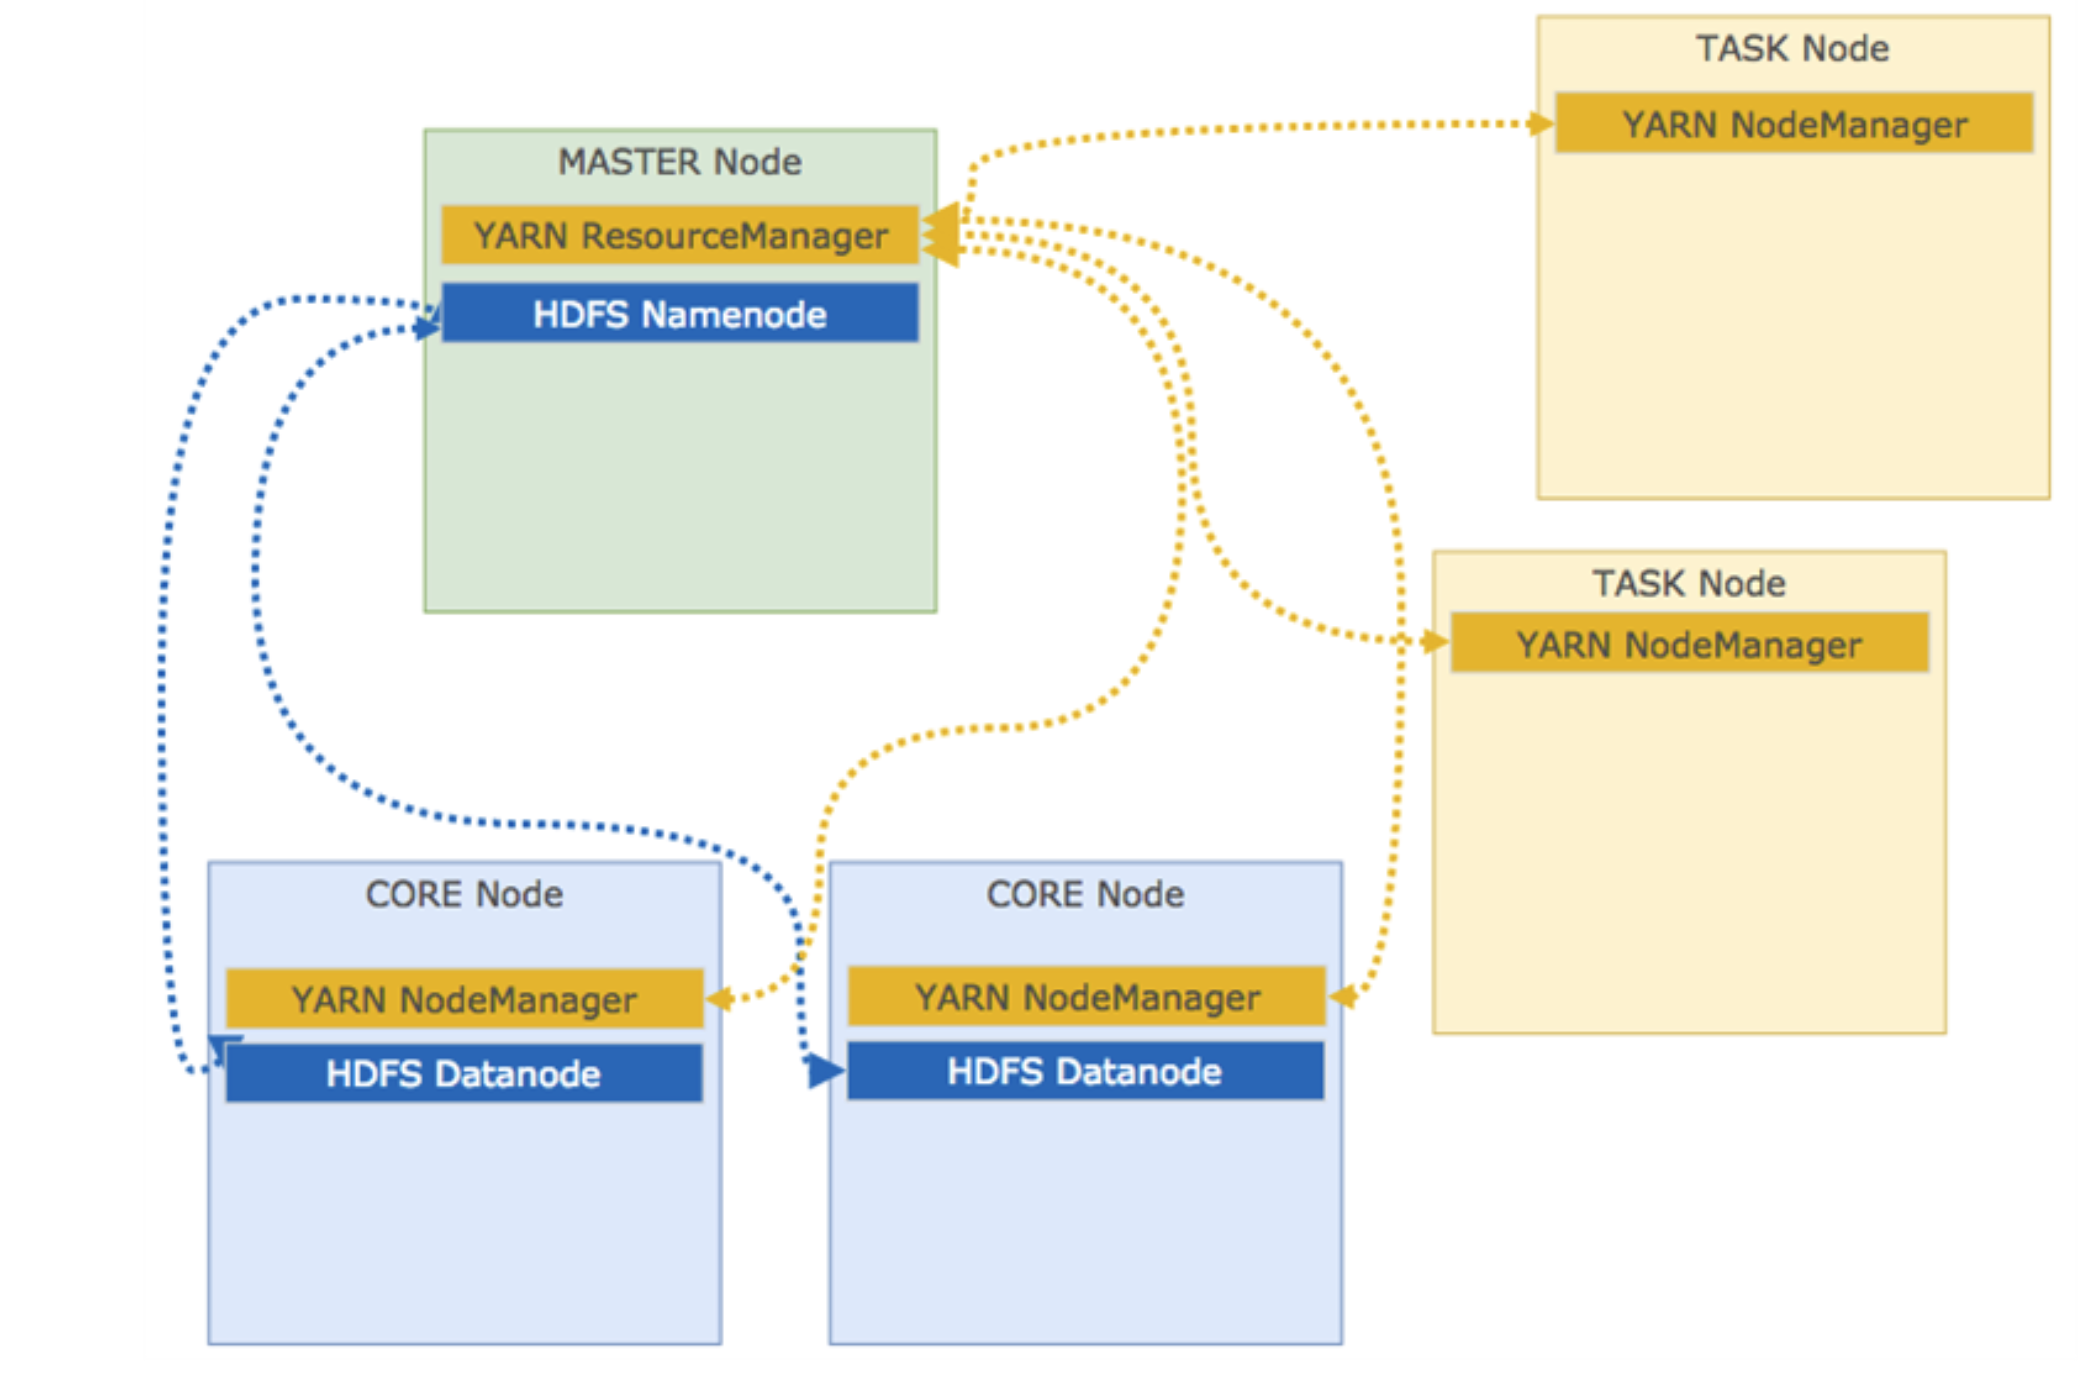 TASK Node
YARN NodeManager
MASTER Node
YARN ResourceManager
HDFS Namenode
TASK Node
YARN NodeManager
CORE Node
YARN NodeManager
HDFS Datanode
CORE Node
YARN NodeManager
HDFS Datanode